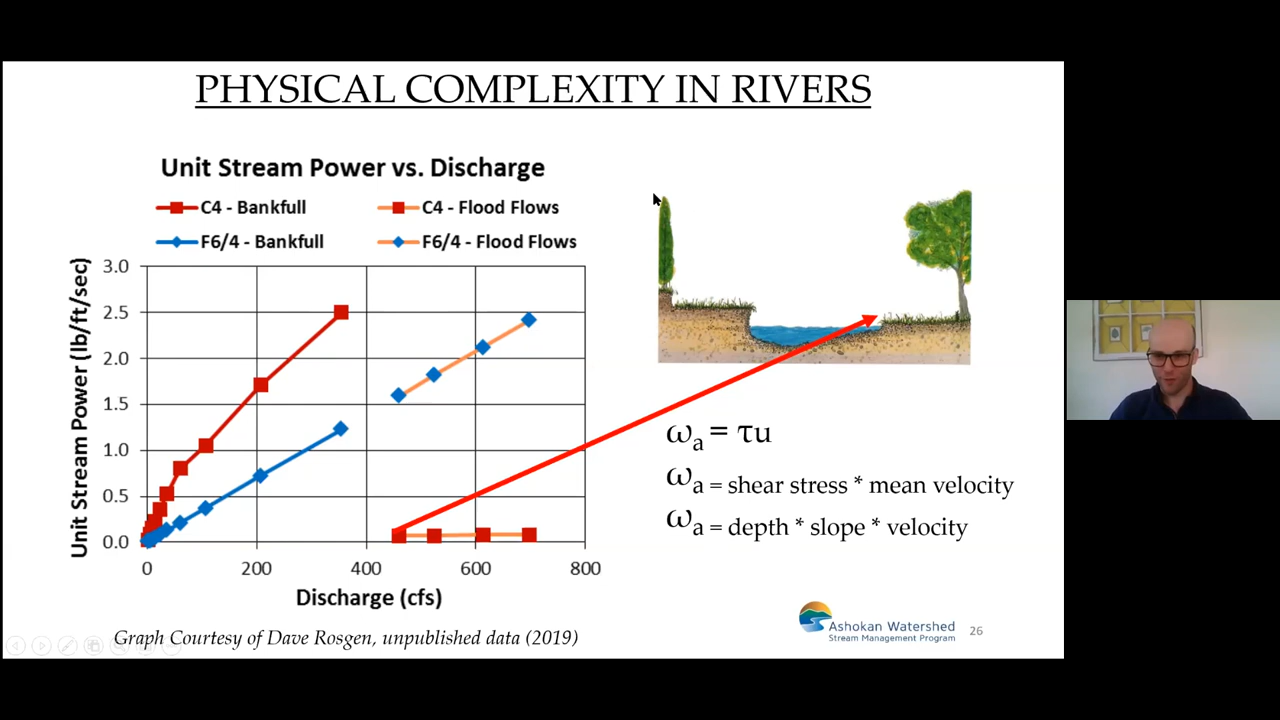 PHYSICAL COMPLEXITY IN RIVERS
Unit Stream Power vs. Discharge
C4 - Bankfull
C4 - Flood Flows
F6/4 - Bankfull
F6/4 - Flood Flows
Unit Stream Power (lb/ft/sec)
3.0
2.5
2.0
1.5
1.0
0.5
0.0
0 200 400 600 800
Discharge (cfs)
ωa = τu
ωa = shear stress * mean velocity
ωa = depth * slope * velocity
Graph Courtesy of Dave Rosgen, unpublished data (2019)
Ashokan Watershed
Stream Management Program
26